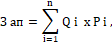 З ап = n ∑ i=1 Q i x P i ,